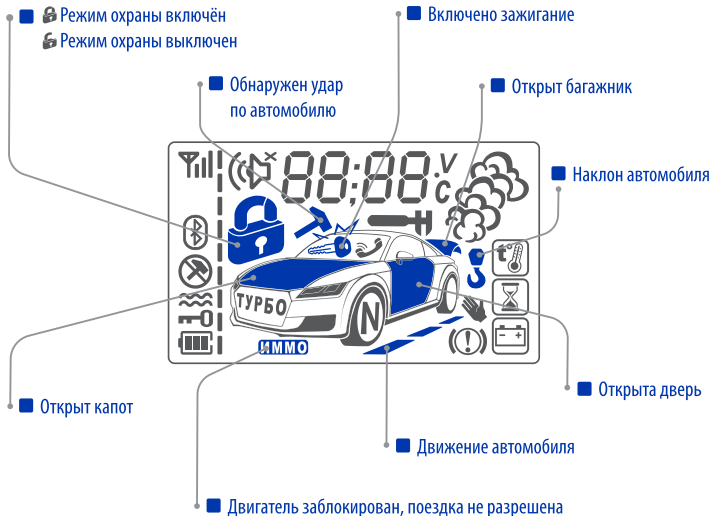 Режим охраны включён
Режим охраны выключен
Включено зажигание
Обнаружен удар
по автомобилю
Открыт багажник
Наклон автомобиля
88:88
V
°C
t°
ТУРБО
N
ИММО
Открыта дверь
Открыт капот
Движение автомобиля
Двигатель заблокирован, поездка не разрешена